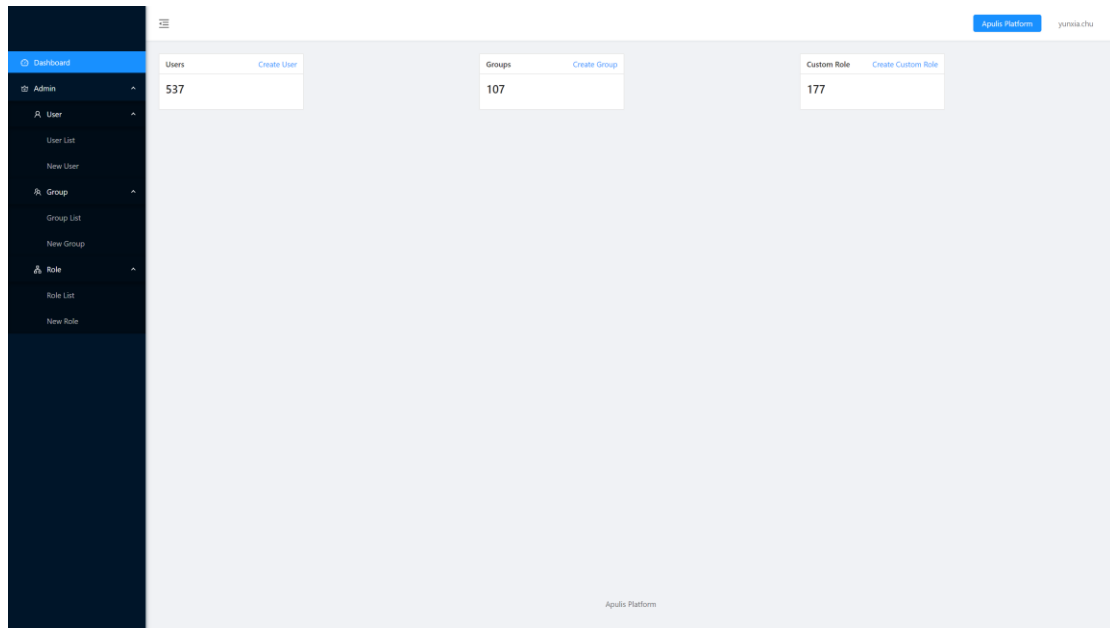 Apulis Platform
yunxia.chu
Dashboard
Admin
User
User List
New User
Group
Group List
New Group
Role
Role List
New Role
Users
Create User
537
Groups
Create Group
107
Custom Role
Create Custom Role
177
Apulis Platform